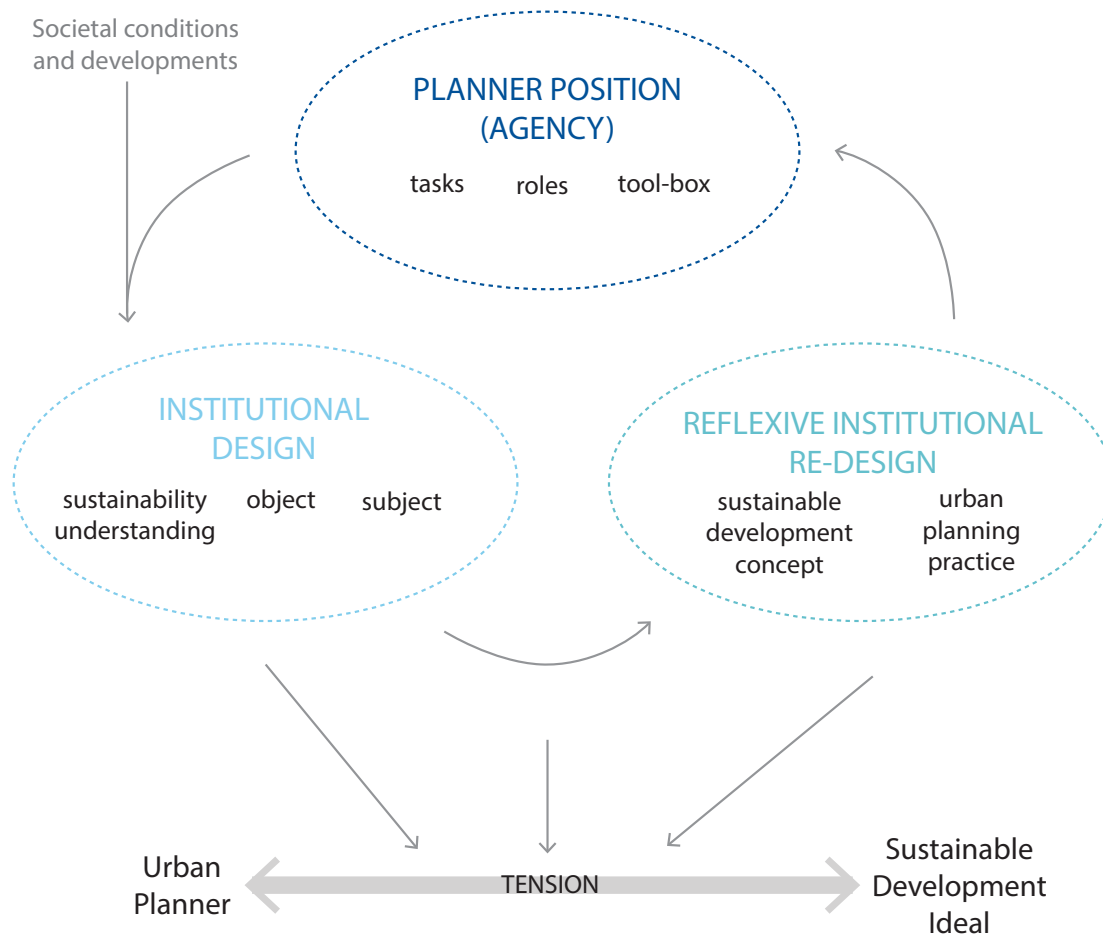 Societal conditions
and developments
PLANNER POSITION
(AGENCY)
tasks roles tool-box
INSTITUTIONAL
DESIGN
sustainability
understanding
object
subject
REFLEXIVE INSTITUTIONAL
RE-DESIGN
sustainable
development
concept
urban
planning
practice
Urban
Planner
TENSION
Sustainable
Development
Ideal